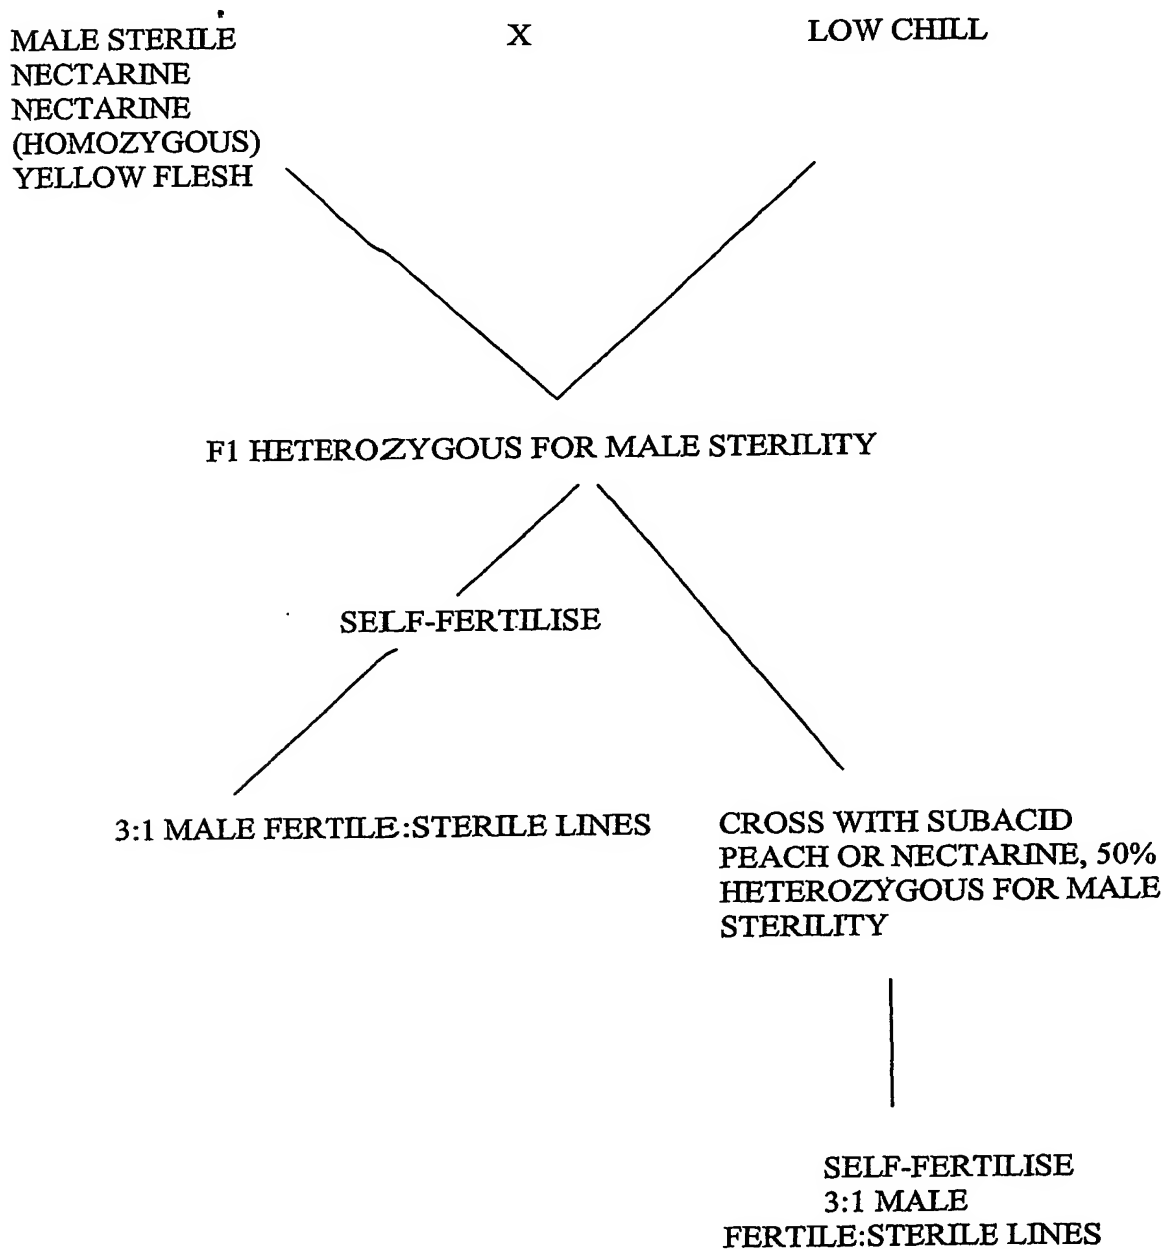 MALE STERILE
NECTARINE
NECTARINE
(HOMOZYGOUS)
YELLOW FLESH
X
LOW CHILL
F1 HETEROZYGOUS FOR MALE STERILITY
SELF-FERTILISE
3:1 MALE FERTILE:STERILE LINES
CROSS WITH SUBACID
PEACH OR NECTARINE, 50%
HETEROZYGOUS FOR MALE
STERILITY
SELF-FERTILISE
3:1 MALE
FERTILE:STERILE LINES